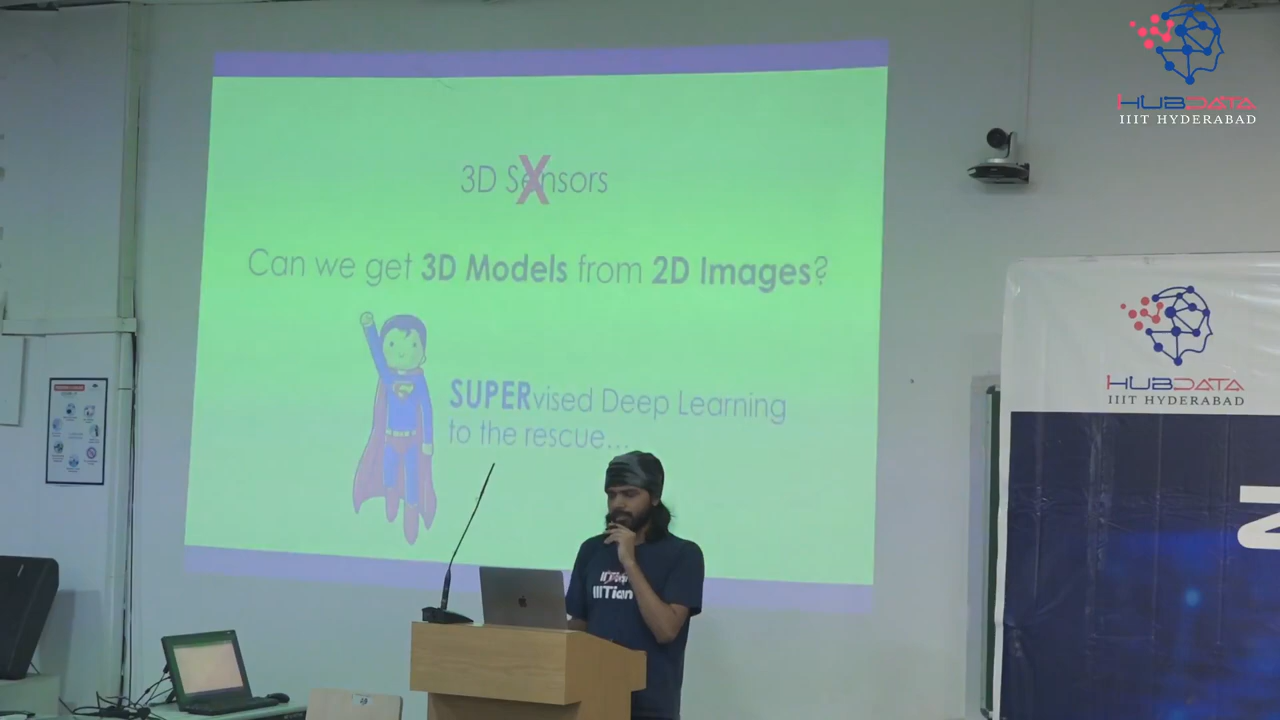 HUBDATA
IIIT HYDERABAD
3D Sensors
X
Can we get 3D Models from 2D Images?
SUPERvised Deep Learning
to the rescue...
HUBDATA
IIIT HYDERABAD
IIITian